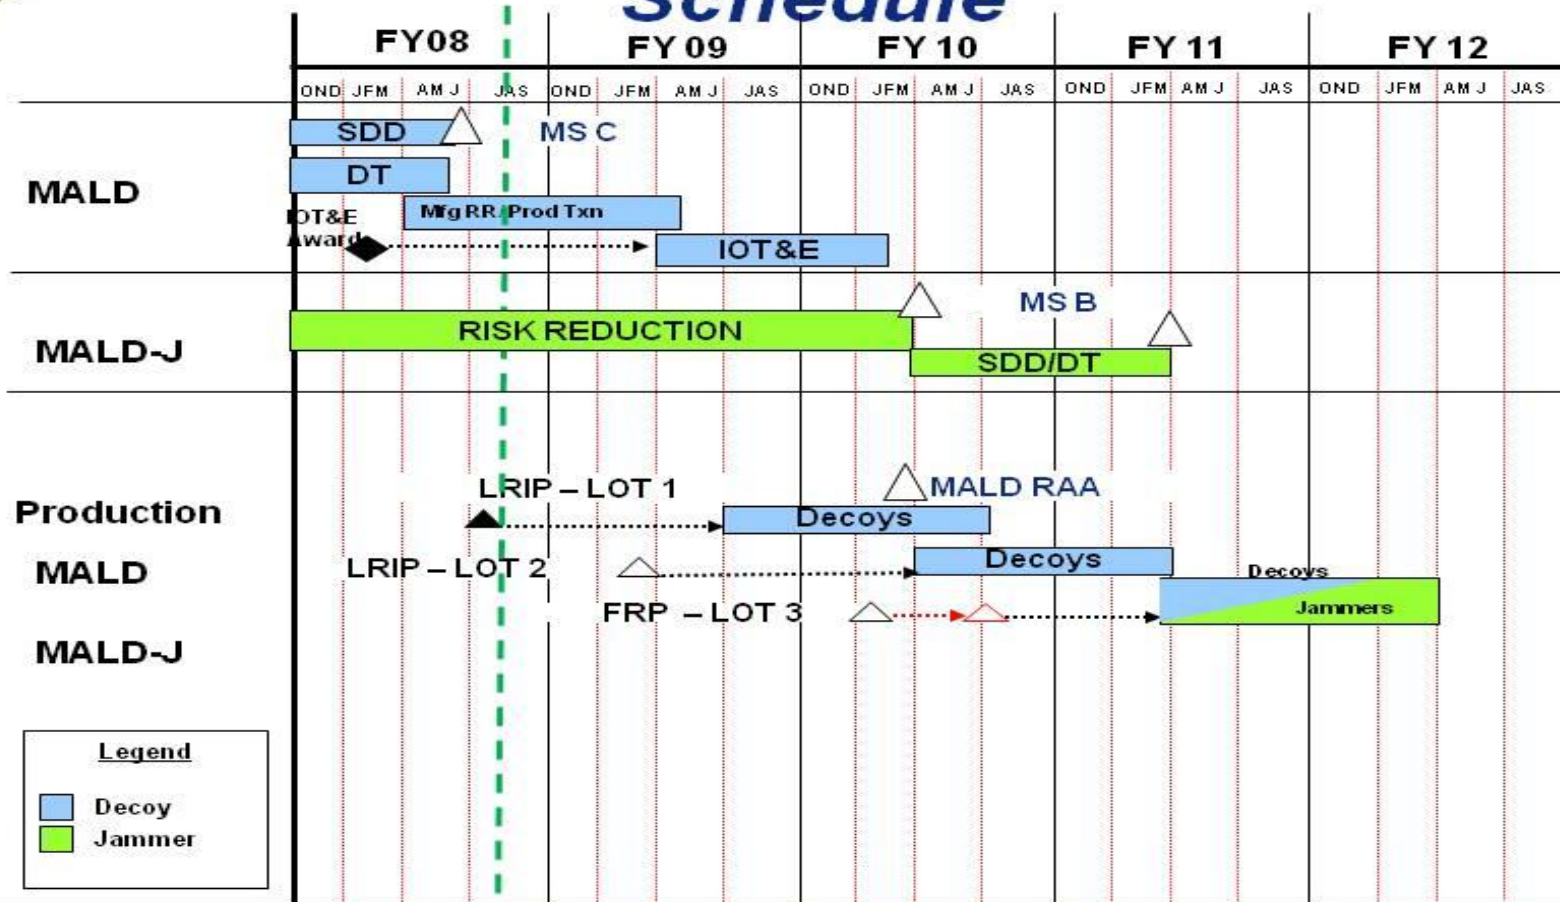 Schedule
FY08 FY 09 FY 10 FY 11 FY 12
OND JFM AM J JAS OND JFM AM J JAS OND JFM AM J JAS OND JFM AM J JAS OND JFM AM J JAS
SDD MS C
DT
MALD
Mfg RR/Prod Txn
IOT&E
Award
IOT&E
MS B
RISK REDUCTION
MALD-J
SDD/DT
LRIP – LOT 1 MALD RAA
Production
Decoys
LRIP – LOT 2 Decoys
MALD
Decoys
FRP – LOT 3 Jammers
MALD-J
Legend
Decoy
Jammer